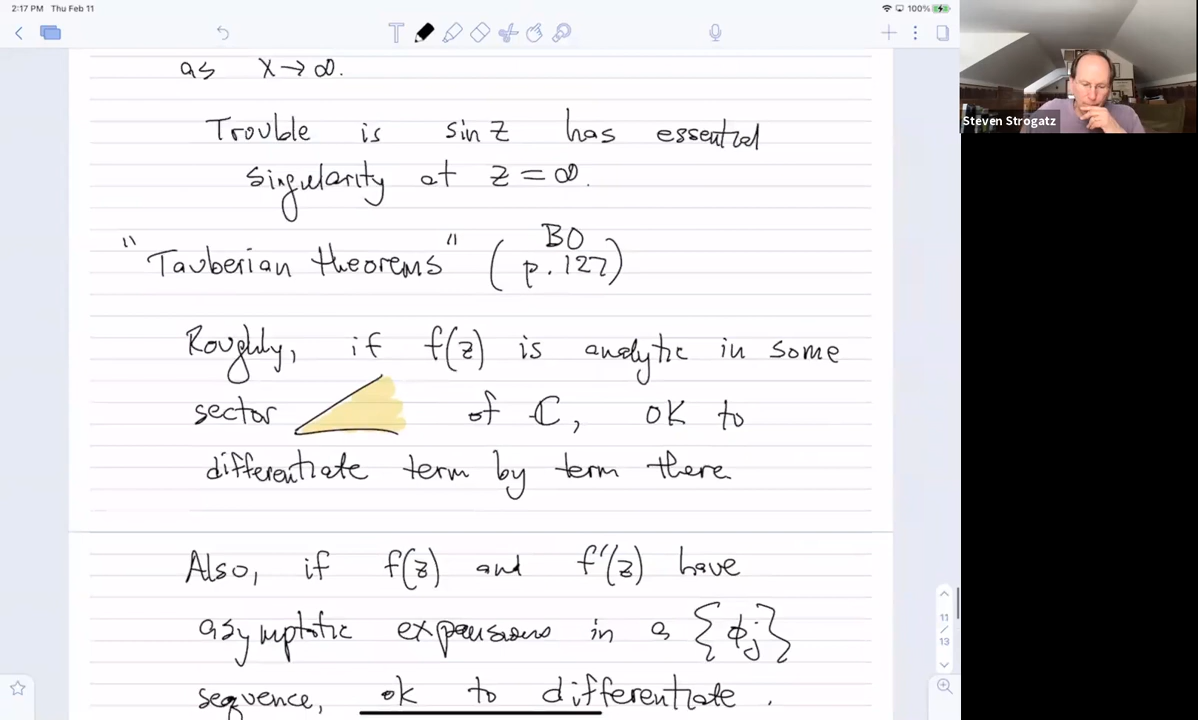 2:17 PM Thu Feb 11
100%
as x→∞.
Trouble is sin z has essential
singularity at z = ∞.
"Tauberian theorems" (BO
p. 127)
Roughly, if f(z) is analytic in some
sector of ℂ, OK to
differentiate term by term there
Also, if f(z) and f'(z) have
asymptotic expansions in a {ϕj}
sequence, ok to differentiate.
11
/
13
Steven Strogatz